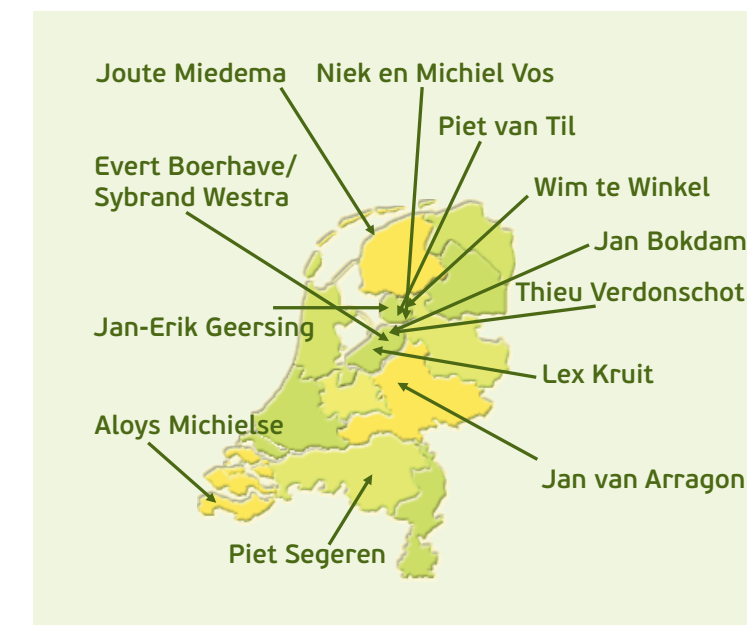 Joute Miedema
Niek en Michiel Vos
Piet van Til
Evert Boerhave/
Sybrand Westra
Wim te Winkel
Jan Bokdam
Thieu Verdonschot
Jan-Erik Geersing
Lex Kruit
Aloys Michielse
Jan van Arragon
Piet Segeren